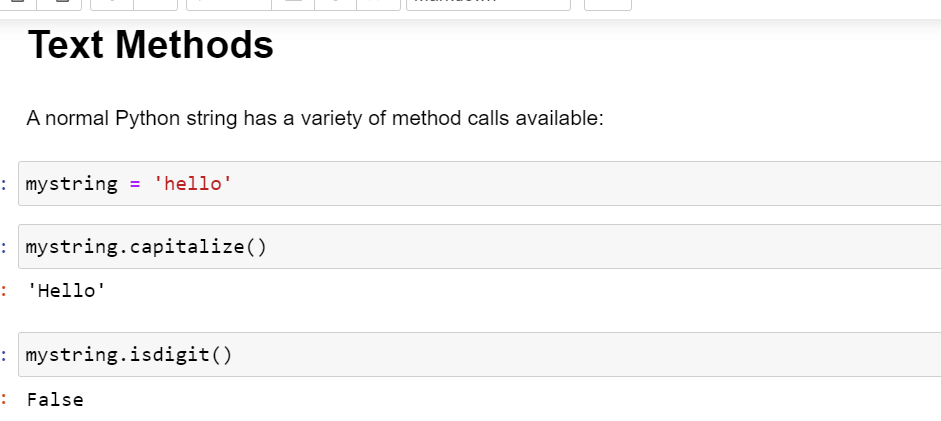 Text Methods
A normal Python string has a variety of method calls available:
: mystring = 'hello'
: mystring.capitalize()
: 'Hello'
: mystring.isdigit()
: False